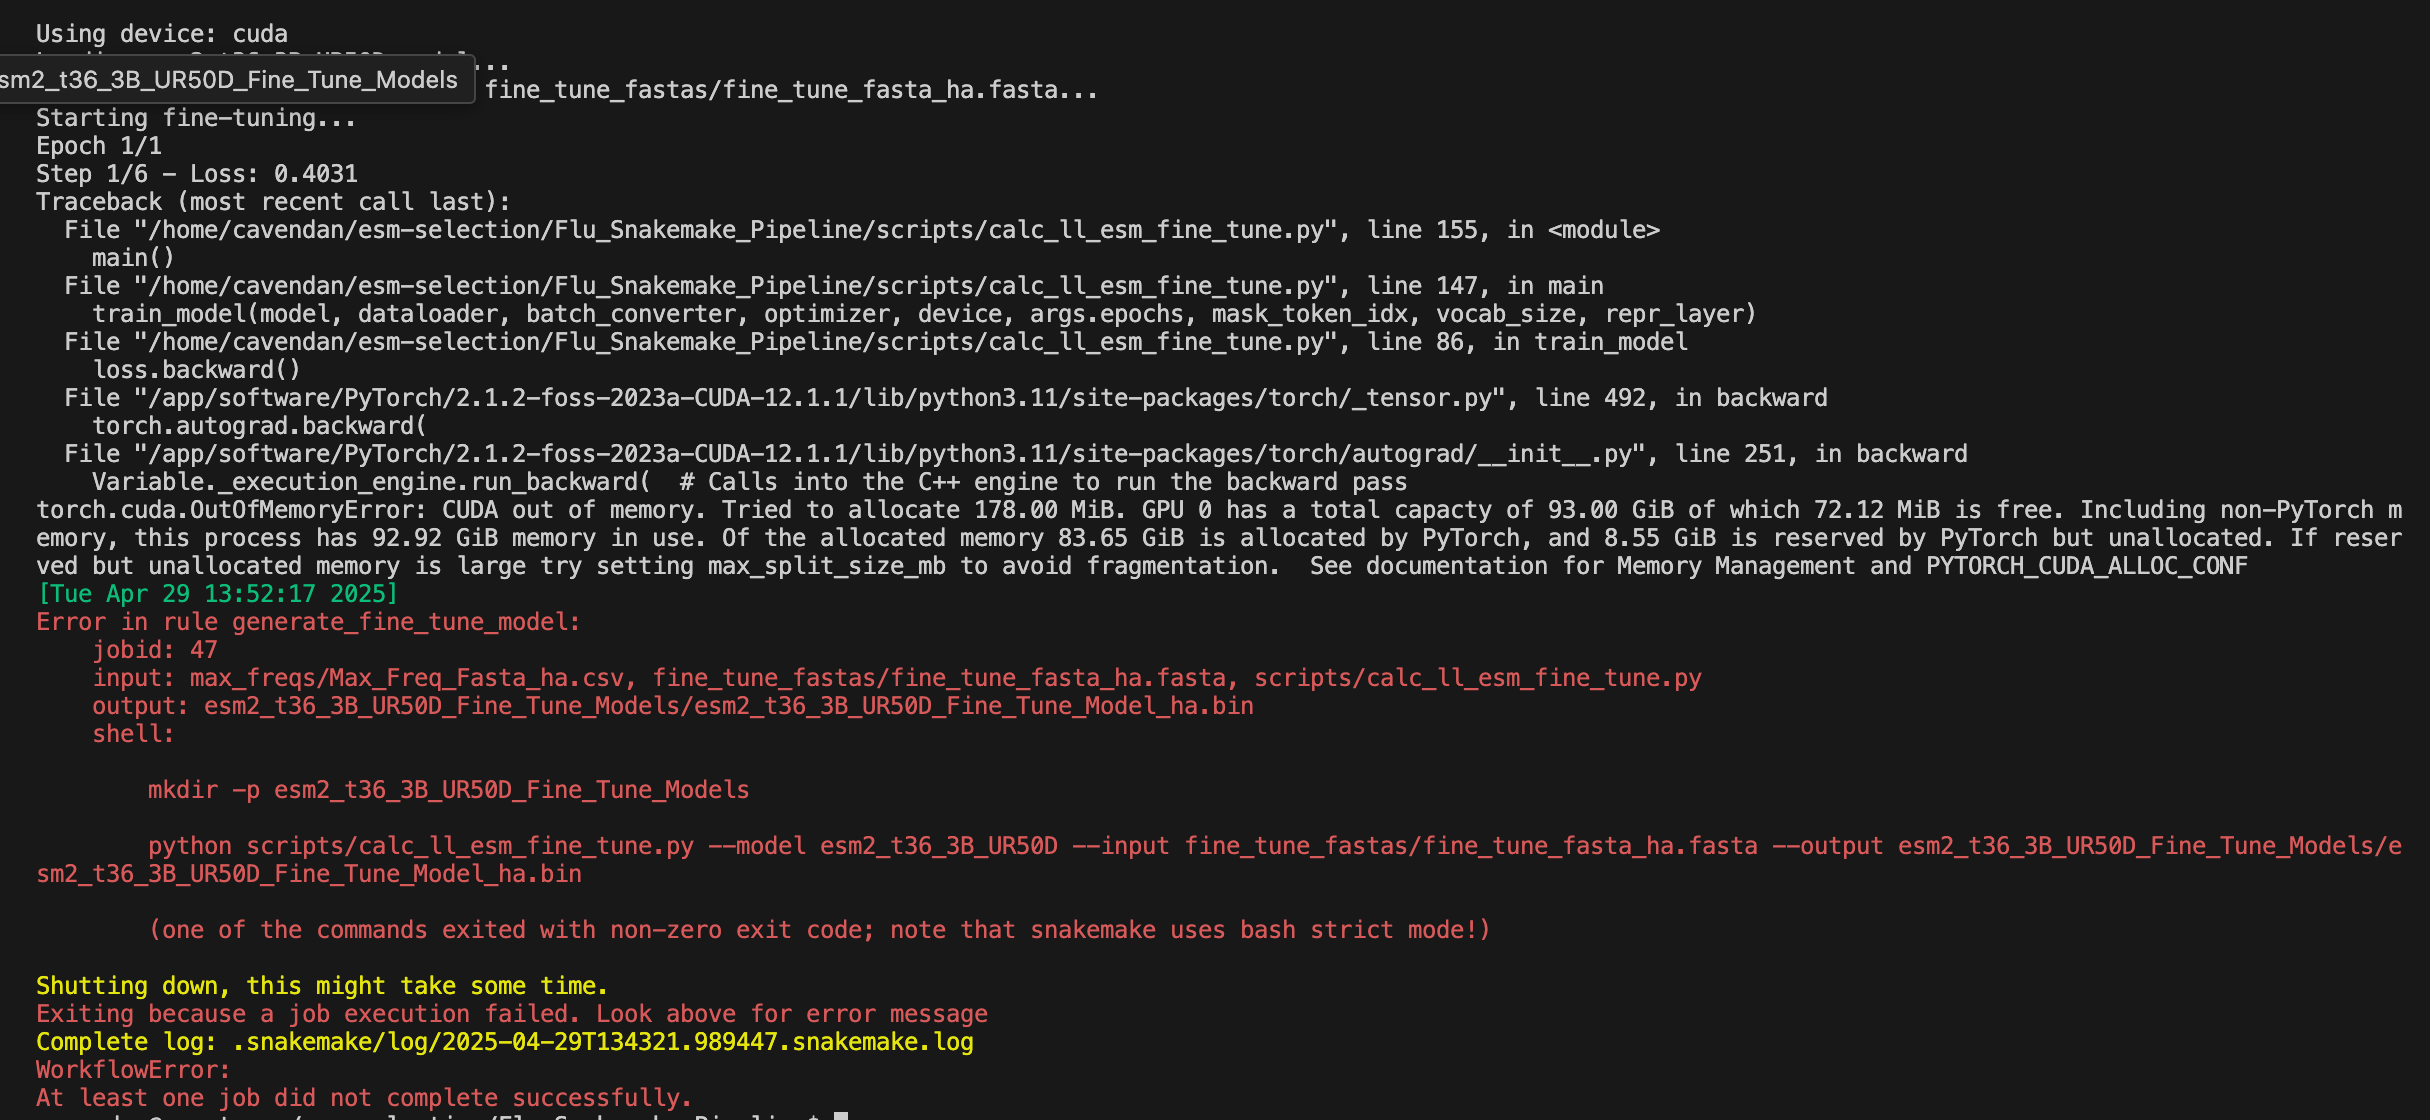 Using device: cuda
...
sm2_t36_3B_UR50D_Fine_Tune_Models
fine_tune_fastas/fine_tune_fasta_ha.fasta...
Starting fine-tuning...
Epoch 1/1
Step 1/6 - Loss: 0.4031
Traceback (most recent call last):
  File "/home/cavendan/esm-selection/Flu_Snakemake_Pipeline/scripts/calc_ll_esm_fine_tune.py", line 155, in <module>
    main()
  File "/home/cavendan/esm-selection/Flu_Snakemake_Pipeline/scripts/calc_ll_esm_fine_tune.py", line 147, in main
    train_model(model, dataloader, batch_converter, optimizer, device, args.epochs, mask_token_idx, vocab_size, repr_layer)
  File "/home/cavendan/esm-selection/Flu_Snakemake_Pipeline/scripts/calc_ll_esm_fine_tune.py", line 86, in train_model
    loss.backward()
  File "/app/software/PyTorch/2.1.2-foss-2023a-CUDA-12.1.1/lib/python3.11/site-packages/torch/_tensor.py", line 492, in backward
    torch.autograd.backward(
  File "/app/software/PyTorch/2.1.2-foss-2023a-CUDA-12.1.1/lib/python3.11/site-packages/torch/autograd/__init__.py", line 251, in backward
    Variable._execution_engine.run_backward(  # Calls into the C++ engine to run the backward pass
torch.cuda.OutOfMemoryError: CUDA out of memory. Tried to allocate 178.00 MiB. GPU 0 has a total capacty of 93.00 GiB of which 72.12 MiB is free. Including non-PyTorch m
emory, this process has 92.92 GiB memory in use. Of the allocated memory 83.65 GiB is allocated by PyTorch, and 8.55 GiB is reserved by PyTorch but unallocated. If reser
ved but unallocated memory is large try setting max_split_size_mb to avoid fragmentation.  See documentation for Memory Management and PYTORCH_CUDA_ALLOC_CONF
[Tue Apr 29 13:52:17 2025]
Error in rule generate_fine_tune_model:
    jobid: 47
    input: max_freqs/Max_Freq_Fasta_ha.csv, fine_tune_fastas/fine_tune_fasta_ha.fasta, scripts/calc_ll_esm_fine_tune.py
    output: esm2_t36_3B_UR50D_Fine_Tune_Models/esm2_t36_3B_UR50D_Fine_Tune_Model_ha.bin
    shell:
        mkdir -p esm2_t36_3B_UR50D_Fine_Tune_Models
        python scripts/calc_ll_esm_fine_tune.py --model esm2_t36_3B_UR50D --input fine_tune_fastas/fine_tune_fasta_ha.fasta --output esm2_t36_3B_UR50D_Fine_Tune_Models/e
sm2_t36_3B_UR50D_Fine_Tune_Model_ha.bin
        (one of the commands exited with non-zero exit code; note that snakemake uses bash strict mode!)
Shutting down, this might take some time.
Exiting because a job execution failed. Look above for error message
Complete log: .snakemake/log/2025-04-29T134321.989447.snakemake.log
WorkflowError:
At least one job did not complete successfully.